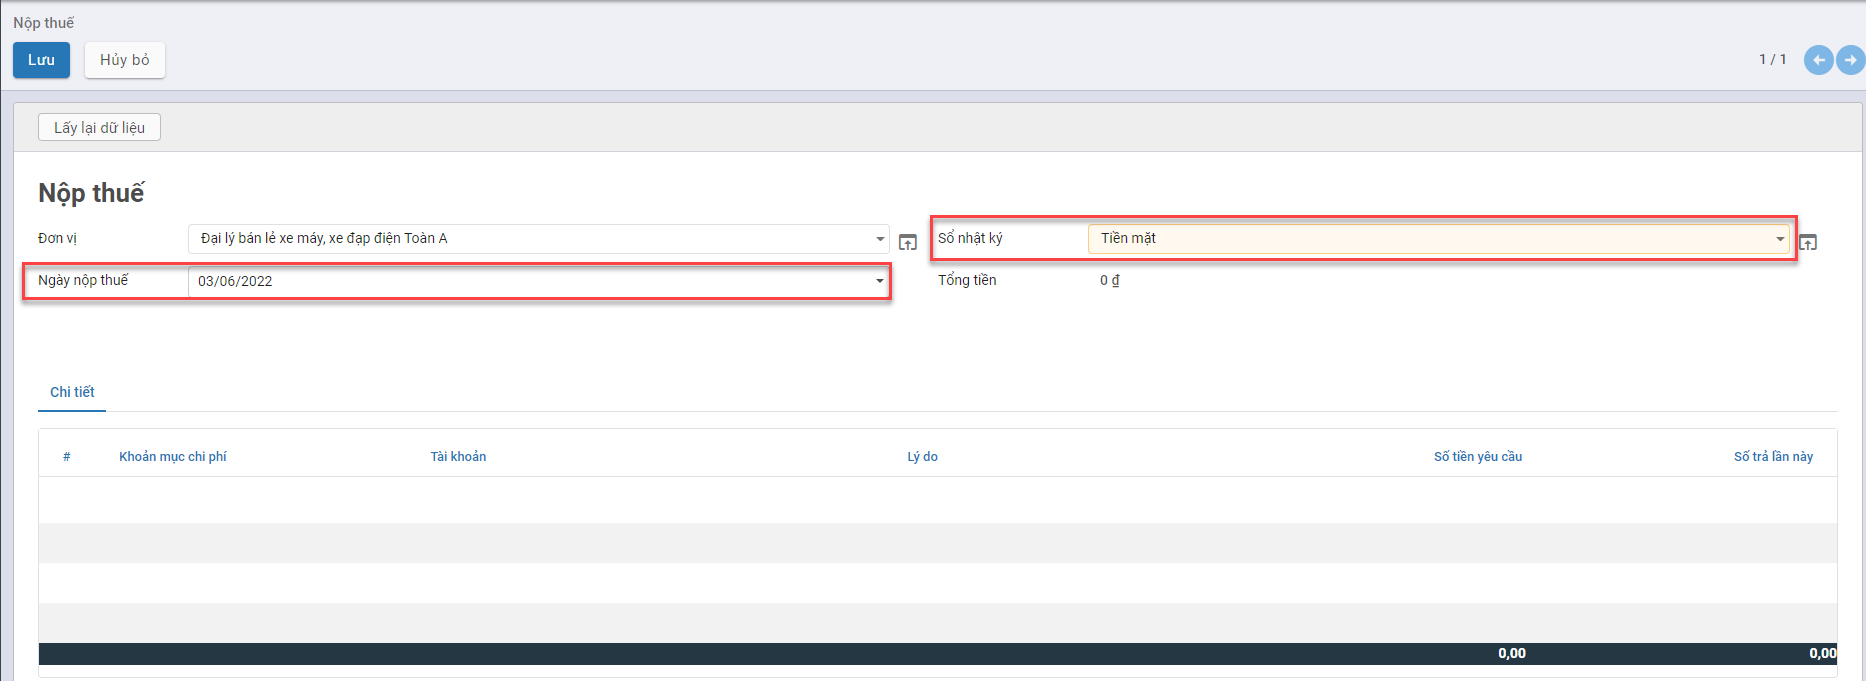 Nộp thuế
Lưu Hủy bỏ 1 / 1
Lấy lại dữ liệu
Nộp thuế
Đơn vị Đại lý bán lẻ xe máy, xe đạp điện Toàn A Sổ nhật ký Tiền mặt
Ngày nộp thuế 03/06/2022 Tổng tiền 0 ₫
Chi tiết
# Khoản mục chi phí Tài khoản Lý do Số tiền yêu cầu Số trả lần này
0,00 0,00